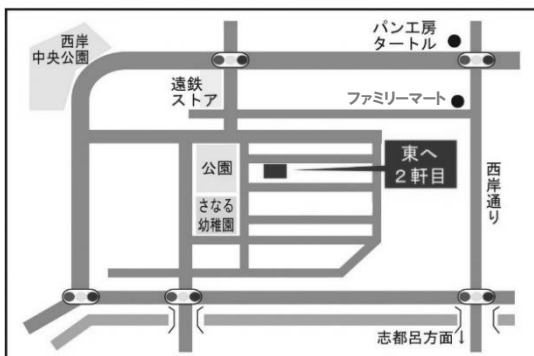 西岸
中央公園
パン工房
タートル
遠鉄
ストア
ファミリーマート
公園
東へ
2軒目
さなる
幼稚園
西岸通り
志都呂方面↓